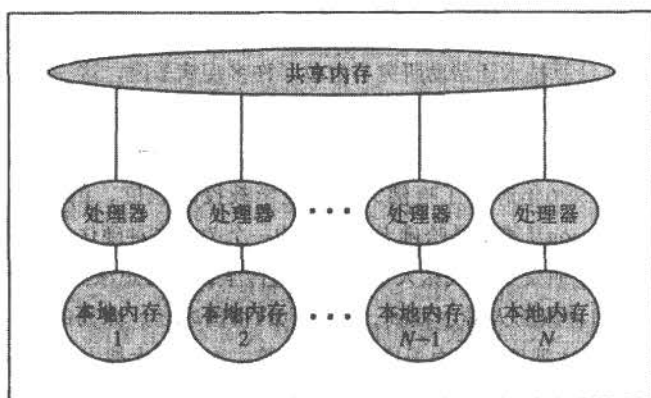 共享内存
处理器 处理器 ··· 处理器 处理器
本地内存 本地内存 ··· 本地内存 本地内存
1 2 N-1 N